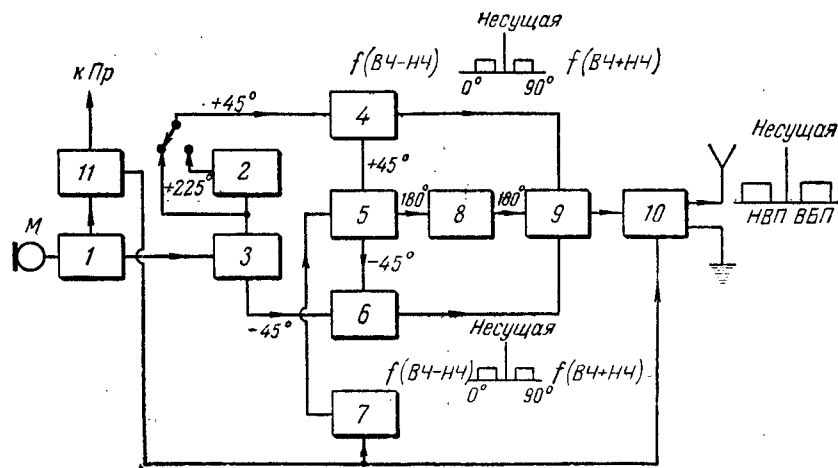 Несущая
f(ВЧ-НЧ)
f(ВЧ+НЧ)
0°
90°
к Пр
+45°
4
Несущая
11
2
+45°
+225°
М
1
3
5
180°
8
180°
9
10
НВП
ВБП
-45°
-45°
6
Несущая
f(ВЧ-НЧ)
f(ВЧ+НЧ)
0°
90°
7